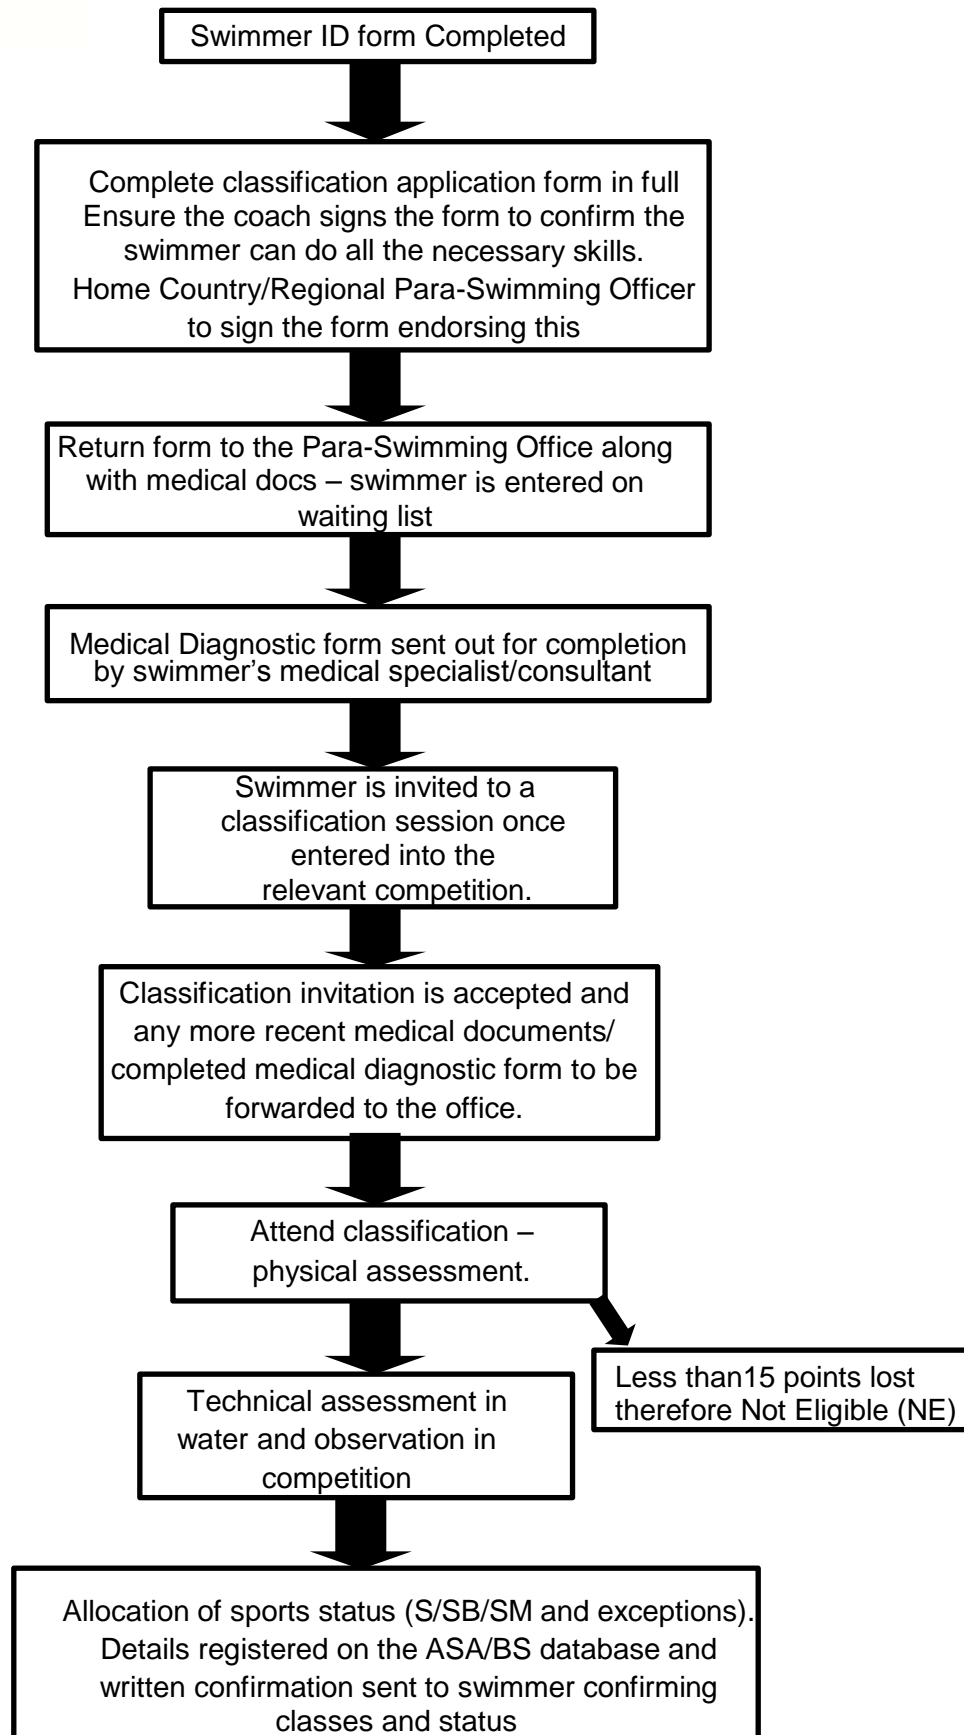 Swimmer ID form Completed
Complete classification application form in full
Ensure the coach signs the form to confirm the
swimmer can do all the necessary skills.
Home Country/Regional Para-Swimming Officer
to sign the form endorsing this
Return form to the Para-Swimming Office along
with medical docs – swimmer is entered on
waiting list
Medical Diagnostic form sent out for completion
by swimmer’s medical specialist/consultant
Swimmer is invited to a
classification session once
entered into the
relevant competition.
Classification invitation is accepted and
any more recent medical documents/
completed medical diagnostic form to be
forwarded to the office.
Attend classification –
physical assessment.
Less than15 points lost
therefore Not Eligible (NE)
Technical assessment in
water and observation in
competition
Allocation of sports status (S/SB/SM and exceptions).
Details registered on the ASA/BS database and
written confirmation sent to swimmer confirming
classes and status